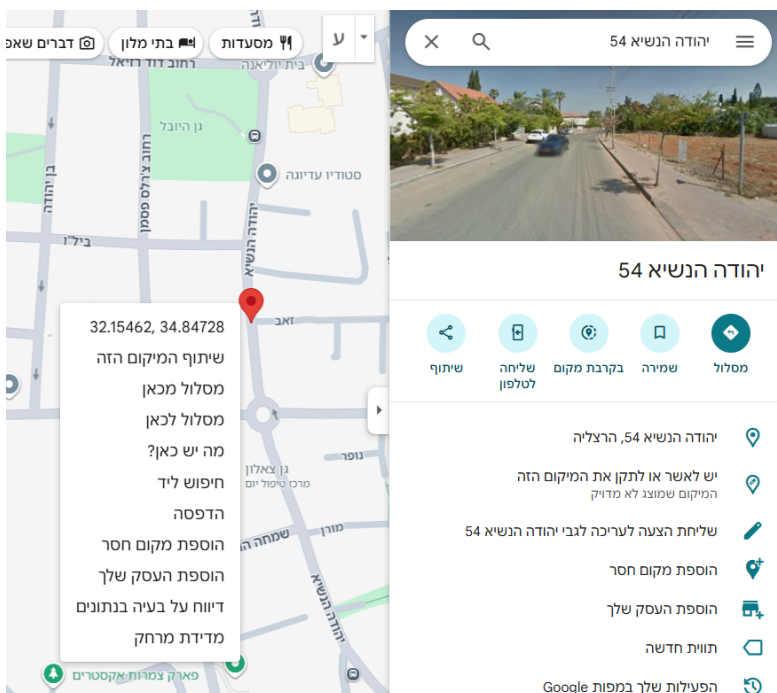 יהודה הנשיא 54
יהודה הנשיא 54
מסלול
שמירה
בקרבת מקום
שליחה
לטלפון
שיתוף
יהודה הנשיא 54, הרצליה
יש לאשר או לתקן את המיקום הזה
המיקום שמוצג לא מדויק
שליחת הצעה לעריכה לגבי יהודה הנשיא 54
הוספת מקום חסר
הוספת העסק שלך
תווית חדשה
הפעילות שלך במפות Google
ע
מסעדות
בתי מלון
דברים שאפ
רחוב דוד רזיאל
בית יוליאנה
גן היובל
סטודיו עדיוגה
רחוב צ'רלס פסמן
בן יהודה
יהודה הנשיא
ביל"ו
זאב
32.15462, 34.84728
שיתוף המיקום הזה
מסלול מכאן
מסלול לכאן
מה יש כאן?
חיפוש ליד
הדפסה
הוספת מקום חסר
הוספת העסק שלך
דיווח על בעיה בנתונים
מדידת מרחק
נופר
גן צאלון
מרכז טיפול יום
מורן
שמחה
יהודה הנשיא
פארק צמרות אקסטרים